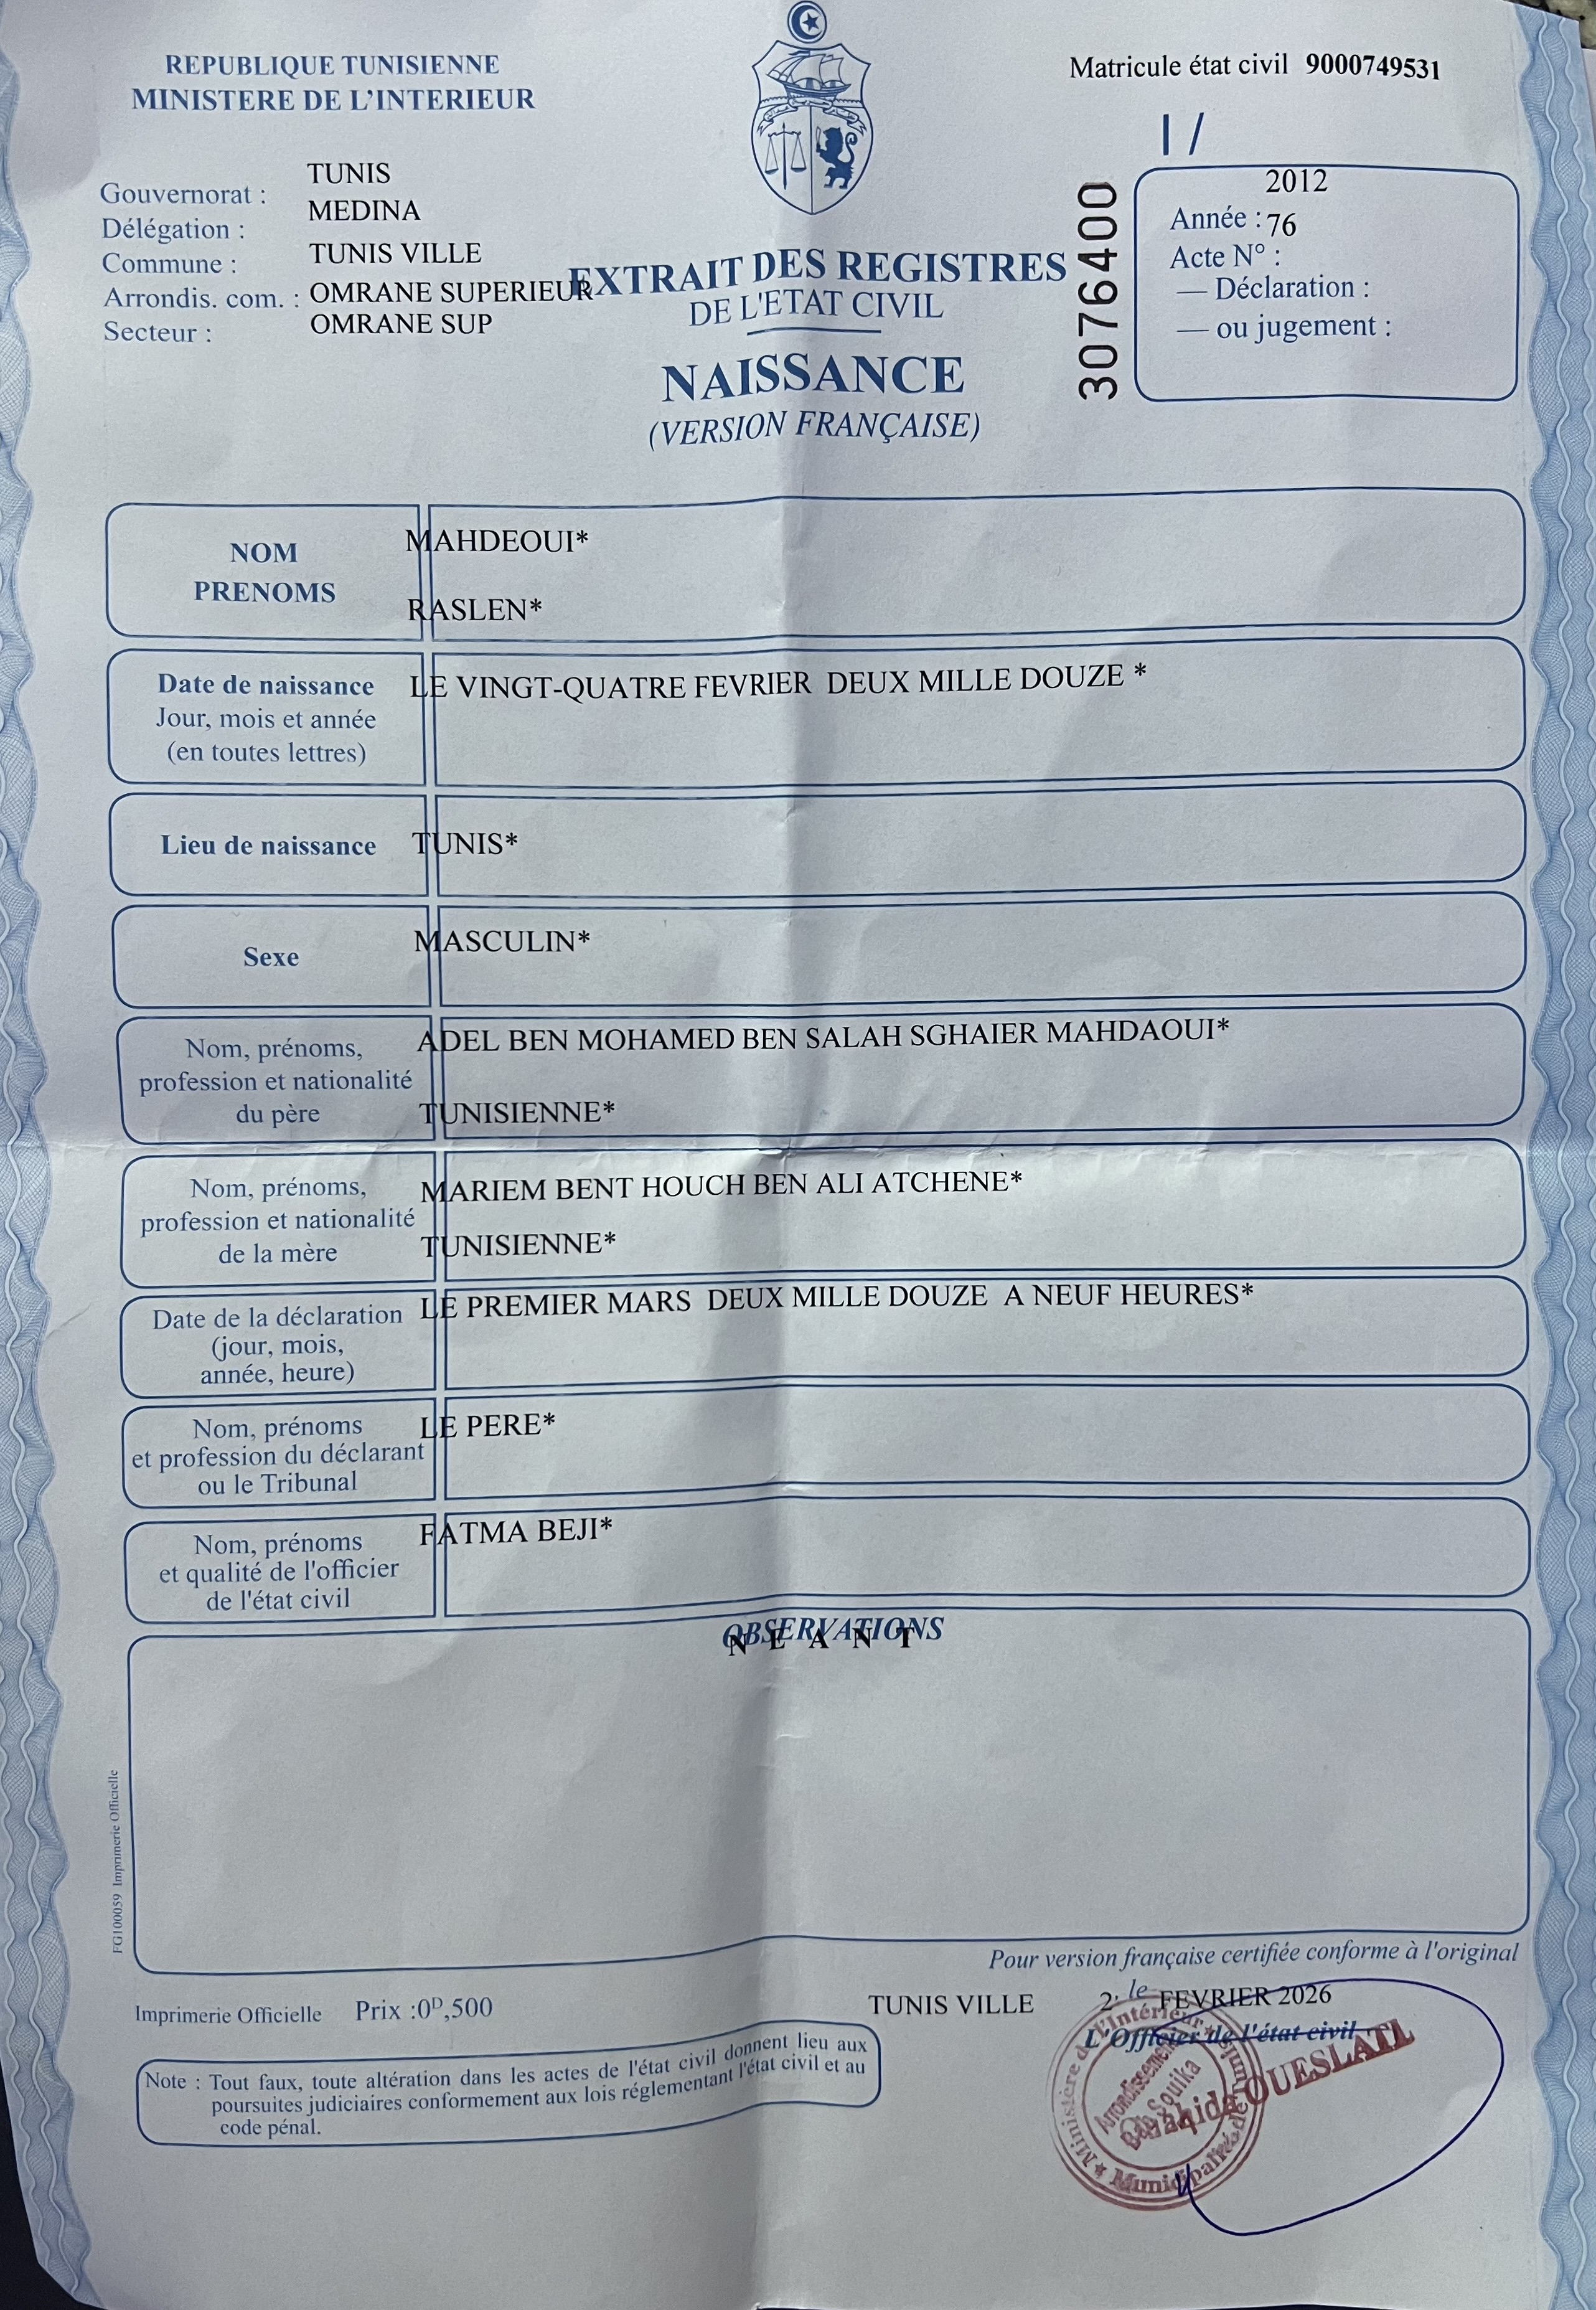 REPUBLIQUE TUNISIENNE
MINISTERE DE L'INTERIEUR
Matricule état civil 9000749531
I /
Gouvernorat : TUNIS
Délégation : MEDINA
Commune : TUNIS VILLE
Arrondis. com. : OMRANE SUPERIEUR
Secteur : OMRANE SUP
EXTRAIT DES REGISTRES
DE L'ETAT CIVIL
NAISSANCE
(VERSION FRANÇAISE)
3076400
2012
Année : 76
Acte N° :
— Déclaration :
— ou jugement :
NOM
PRENOMS
MAHDEOUI*
RASLEN*
Date de naissance
Jour, mois et année
(en toutes lettres)
LE VINGT-QUATRE FEVRIER DEUX MILLE DOUZE *
Lieu de naissance
TUNIS*
Sexe
MASCULIN*
Nom, prénoms,
profession et nationalité
du père
ADEL BEN MOHAMED BEN SALAH SGHAIER MAHDAOUI*
TUNISIENNE*
Nom, prénoms,
profession et nationalité
de la mère
MARIEM BENT HOUCH BEN ALI ATCHENE*
TUNISIENNE*
Date de la déclaration
(jour, mois,
année, heure)
LE PREMIER MARS DEUX MILLE DOUZE A NEUF HEURES*
Nom, prénoms
et profession du déclarant
ou le Tribunal
LE PERE*
Nom, prénoms
et qualité de l'officier
de l'état civil
FATMA BEJI*
OBSERVATIONS
N E A N T
FG100059 Imprimerie Officielle
Pour version française certifiée conforme à l'original
TUNIS VILLE le FEVRIER 2026
L'Officier de l'état civil
Imprimerie Officielle Prix :0ᴰ,500
Note : Tout faux, toute altération dans les actes de l'état civil donnent lieu aux
poursuites judiciaires conformement aux lois réglementant l'état civil et au
code pénal.
Ministère de l'Intérieur
Municipalité de Tunis
Arrondissement
Souika
OUESLATI